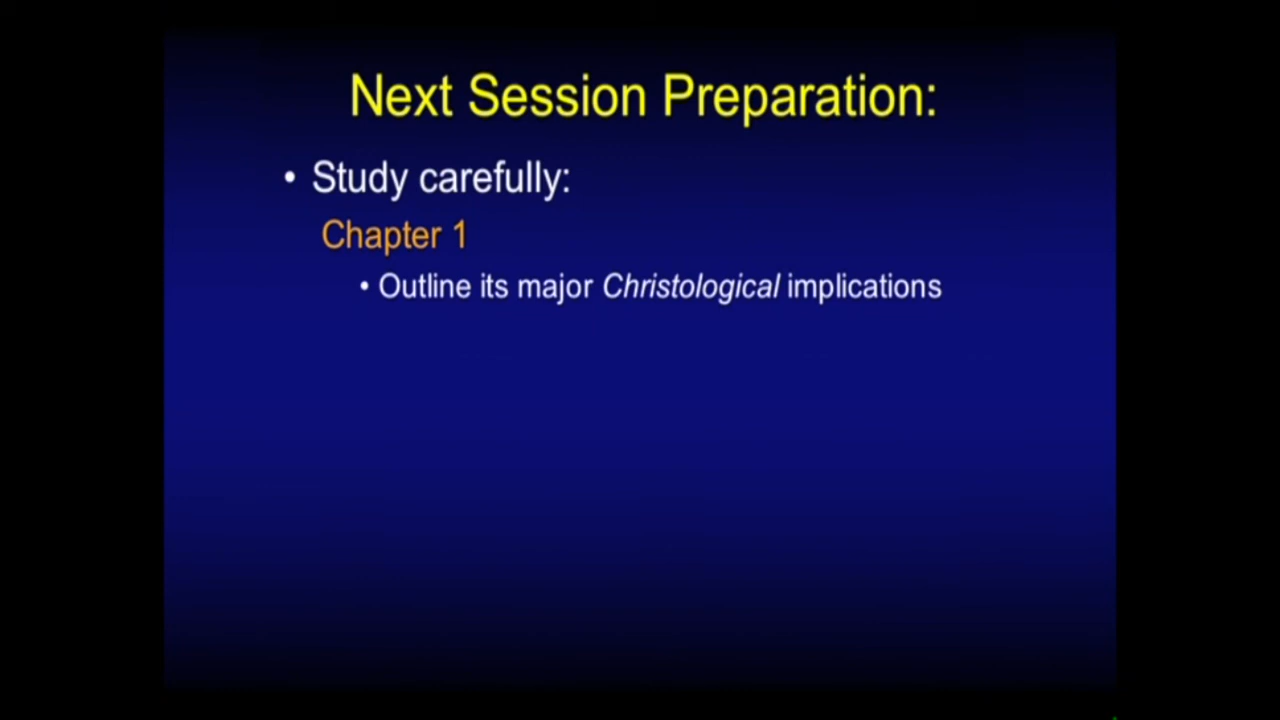 Next Session Preparation:
• Study carefully:
Chapter 1
• Outline its major Christological implications